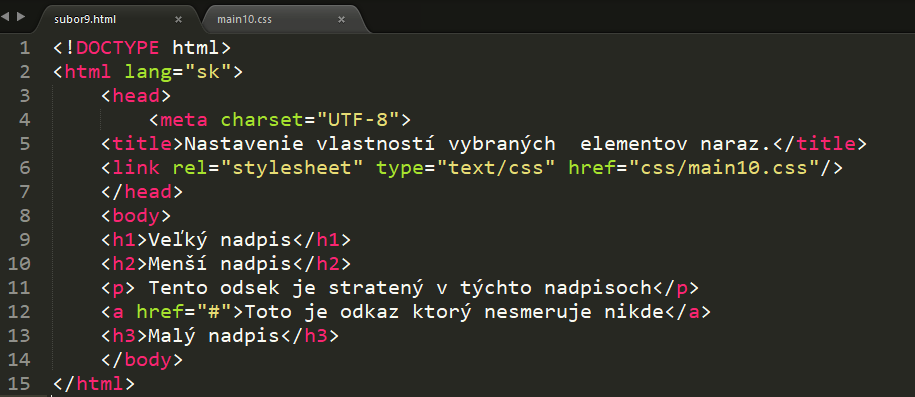 subor9.html × main10.css ×
1 <!DOCTYPE html>
2 <html lang="sk">
3 <head>
4 <meta charset="UTF-8">
5 <title>Nastavenie vlastností vybraných  elementov naraz.</title>
6 <link rel="stylesheet" type="text/css" href="css/main10.css"/>
7 </head>
8 <body>
9 <h1>Veľký nadpis</h1>
10 <h2>Menší nadpis</h2>
11 <p> Tento odsek je stratený v týchto nadpisoch</p>
12 <a href="#">Toto je odkaz ktorý nesmeruje nikde</a>
13 <h3>Malý nadpis</h3>
14 </body>
15 </html>